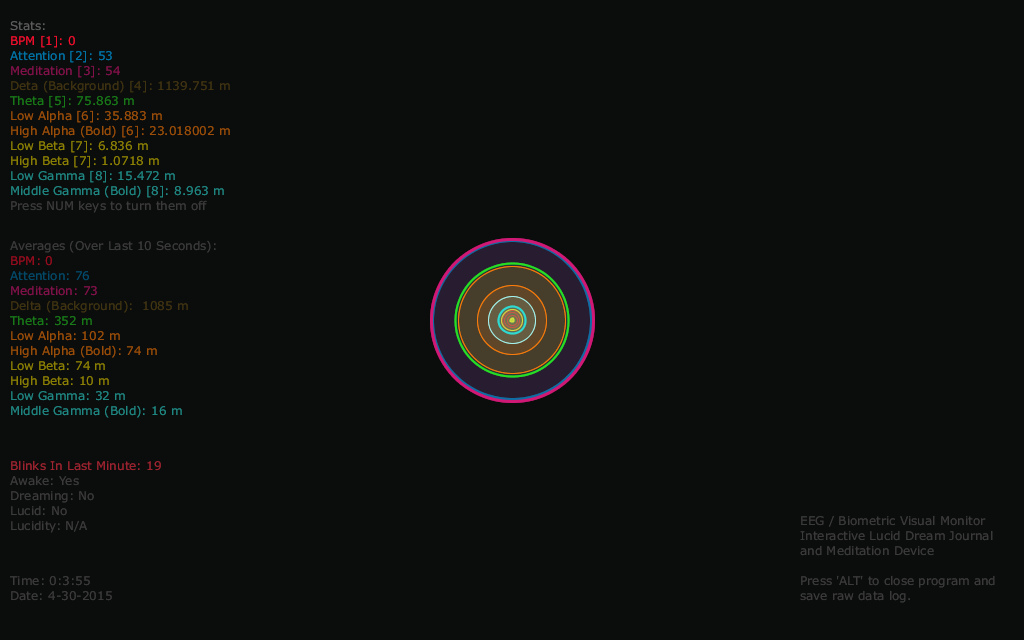 Stats:
BPM [1]: 0
Attention [2]: 53
Meditation [3]: 54
Deta (Background) [4]: 1139.751 m
Theta [5]: 75.863 m
Low Alpha [6]: 35.883 m
High Alpha (Bold) [6]: 23.018002 m
Low Beta [7]: 6.836 m
High Beta [7]: 1.0718 m
Low Gamma [8]: 15.472 m
Middle Gamma (Bold) [8]: 8.963 m
Press NUM keys to turn them off
Averages (Over Last 10 Seconds):
BPM: 0
Attention: 76
Meditation: 73
Delta (Background):  1085 m
Theta: 352 m
Low Alpha: 102 m
High Alpha (Bold): 74 m
Low Beta: 74 m
High Beta: 10 m
Low Gamma: 32 m
Middle Gamma (Bold): 16 m
Blinks In Last Minute: 19
Awake: Yes
Dreaming: No
Lucid: No
Lucidity: N/A
Time: 0:3:55
Date: 4-30-2015
EEG / Biometric Visual Monitor
Interactive Lucid Dream Journal
and Meditation Device
Press 'ALT' to close program and
save raw data log.